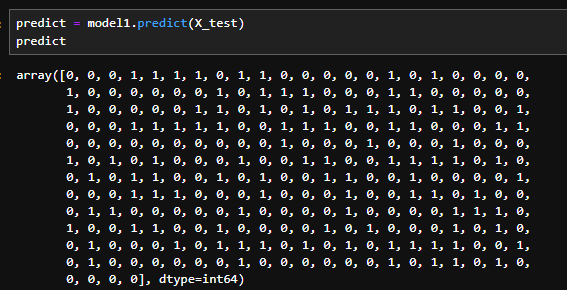 predict = model1.predict(X_test)
predict
array([0, 0, 0, 1, 1, 1, 1, 0, 1, 1, 0, 0, 0, 0, 0, 1, 0, 1, 0, 0, 0, 0,
1, 0, 0, 0, 0, 0, 0, 1, 0, 1, 1, 1, 0, 0, 1, 1, 0, 0, 0, 0, 0, 0,
1, 0, 0, 0, 0, 0, 1, 1, 0, 1, 0, 1, 0, 1, 1, 1, 0, 1, 1, 0, 0, 1,
0, 0, 0, 1, 1, 1, 1, 1, 0, 0, 1, 1, 1, 0, 0, 1, 1, 0, 0, 0, 1, 1,
0, 0, 0, 0, 0, 0, 0, 0, 0, 0, 1, 0, 0, 0, 1, 0, 0, 0, 1, 0, 0, 0,
1, 0, 1, 0, 1, 0, 0, 0, 1, 0, 0, 1, 1, 0, 0, 1, 1, 1, 1, 0, 1, 0,
0, 1, 0, 1, 1, 0, 0, 1, 0, 1, 0, 0, 1, 1, 0, 0, 1, 0, 0, 0, 0, 1,
0, 0, 0, 1, 1, 1, 0, 0, 0, 1, 0, 0, 0, 1, 0, 0, 1, 1, 0, 1, 0, 0,
0, 1, 1, 0, 0, 0, 0, 0, 1, 0, 0, 0, 0, 1, 0, 0, 0, 0, 1, 1, 1, 0,
1, 0, 0, 1, 1, 0, 0, 1, 0, 0, 0, 0, 1, 0, 1, 0, 0, 0, 1, 0, 1, 0,
0, 1, 0, 0, 0, 1, 0, 1, 1, 1, 0, 1, 0, 1, 0, 1, 1, 1, 1, 0, 0, 1,
0, 1, 0, 0, 0, 0, 0, 0, 1, 0, 0, 0, 0, 0, 0, 1, 0, 1, 1, 0, 1, 0,
0, 0, 0, 0], dtype=int64)